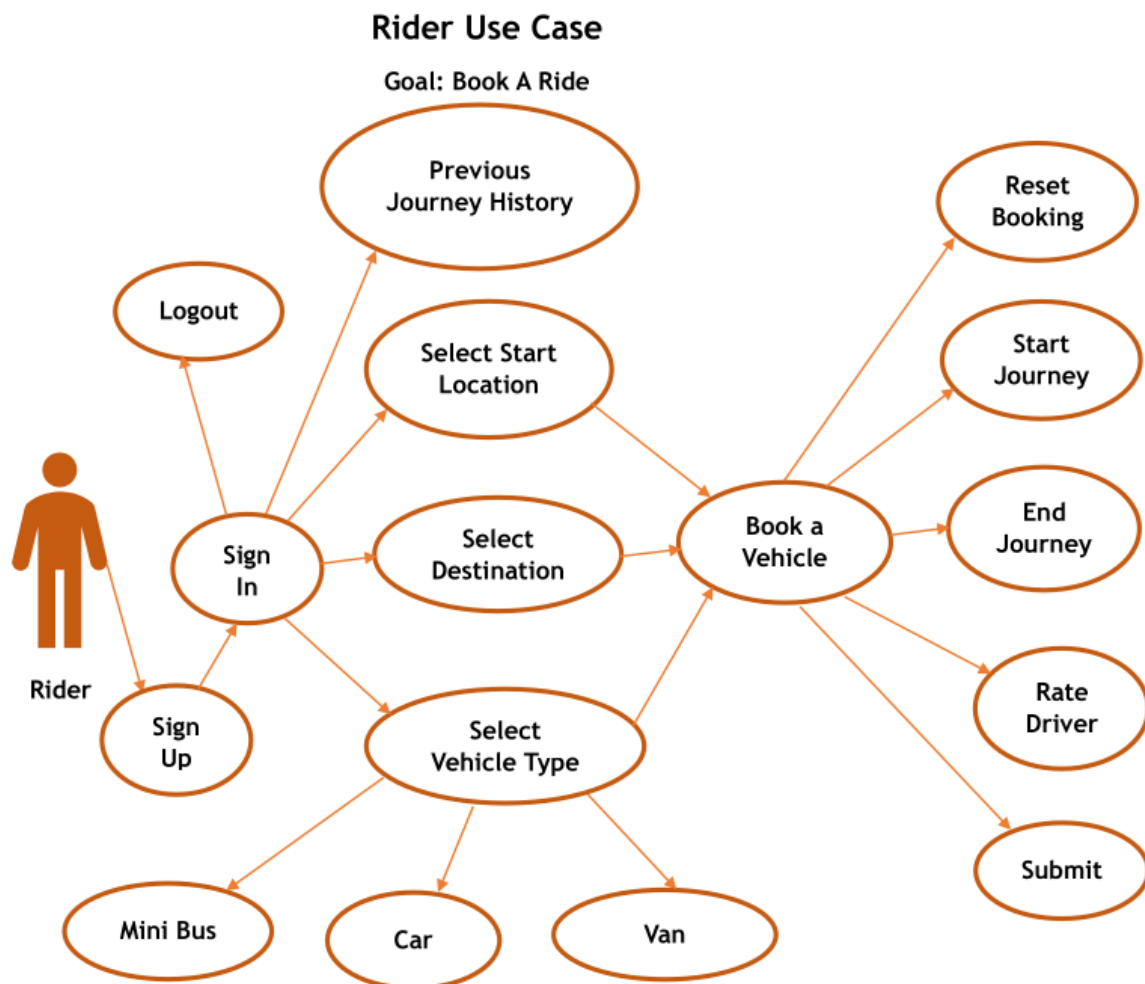 Rider Use Case
Goal: Book A Ride
Previous
Journey History
Reset
Booking
Logout
Select Start
Location
Start
Journey
Sign
In
Select
Destination
Book a
Vehicle
End
Journey
Rider
Sign
Up
Select
Vehicle Type
Rate
Driver
Submit
Mini Bus
Car
Van